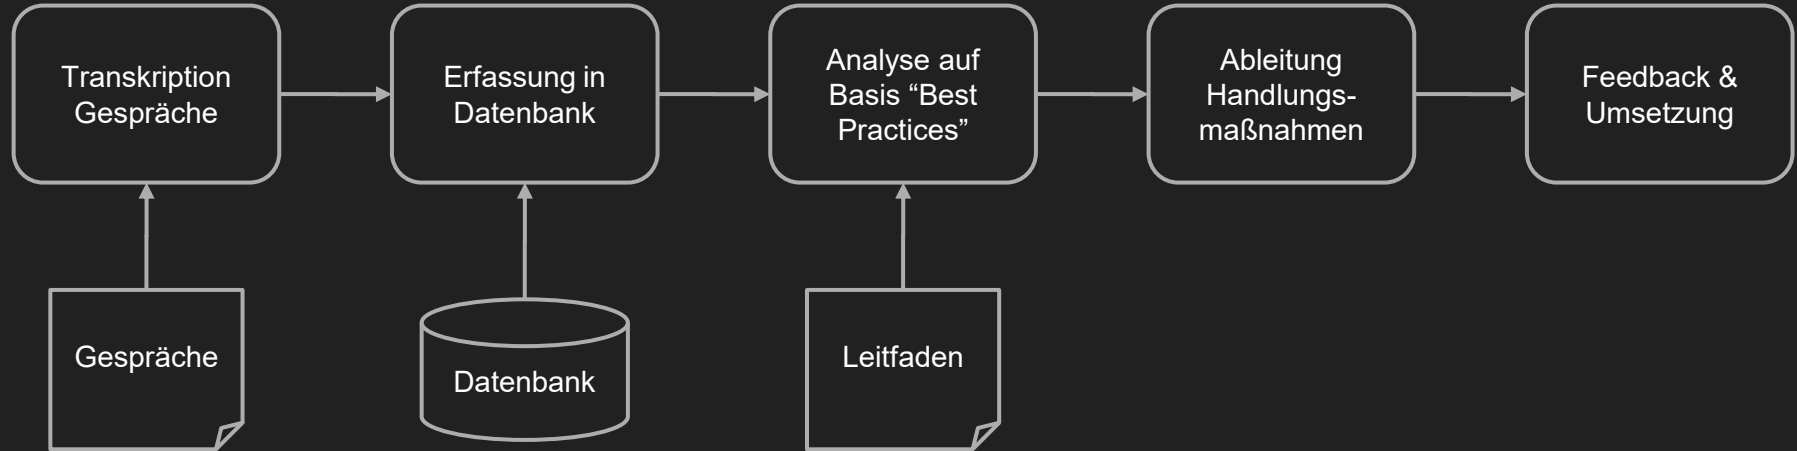 Transkription
Gespräche
Erfassung in
Datenbank
Analyse auf
Basis “Best
Practices”
Ableitung
Handlungs-
maßnahmen
Feedback &
Umsetzung
Gespräche
Datenbank
Leitfaden